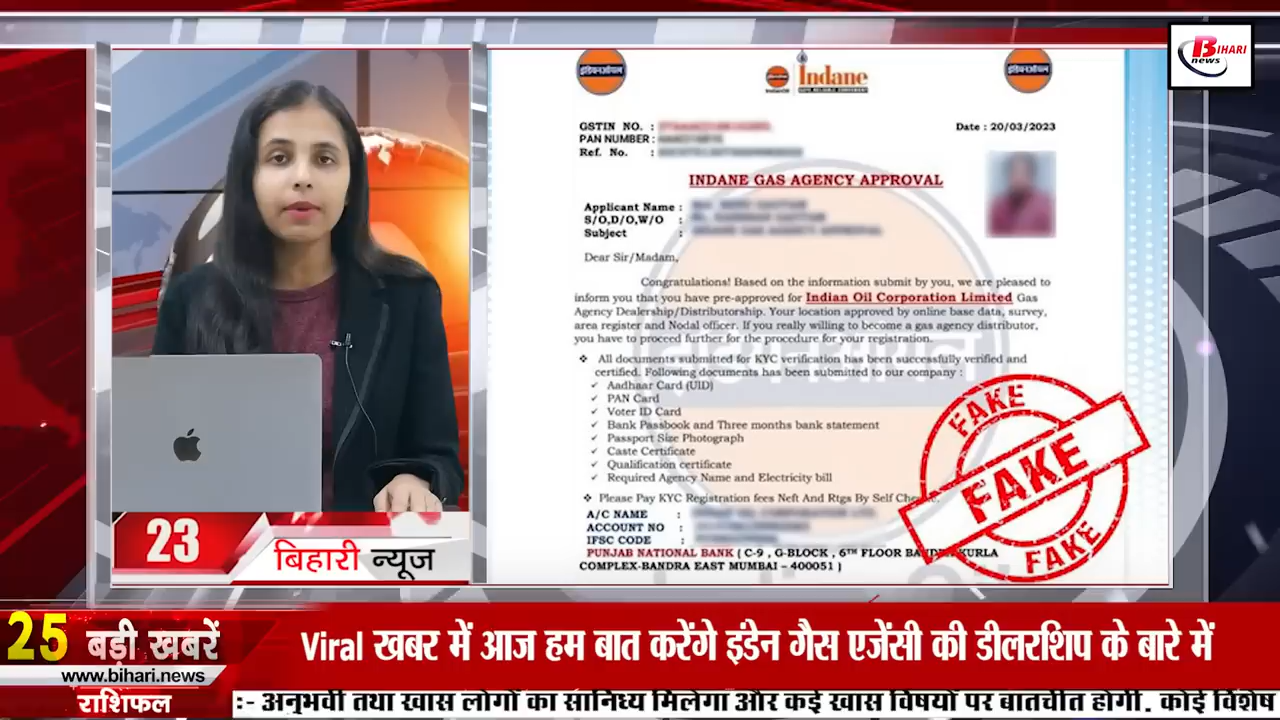 BIHARI
news
इंडियनऑयल
Indane
इंडियनऑयल
GSTIN NO. :
Date : 20/03/2023
PAN NUMBER :
Ref. No. :
INDANE GAS AGENCY APPROVAL
Applicant Name :
S/O,D/O,W/O :
Subject :
Dear Sir/Madam,
Congratulations! Based on the information submit by you, we are pleased to
inform you that you have pre-approved for Indian Oil Corporation Limited Gas
Agency Dealership/Distributorship. Your location approved by online base data, survey,
area register and Nodal officer. If you really willing to become a gas agency distributor,
you have to proceed further for the procedure for your registration.
❖ All documents submitted for KYC verification has been successfully verified and
certified. Following documents has been submitted to our company :
✓ Aadhaar Card (UID)
✓ PAN Card
✓ Voter ID Card
✓ Bank Passbook and Three months bank statement
✓ Passport Size Photograph
✓ Caste Certificate
✓ Qualification certificate
✓ Required Agency Name and Electricity bill
❖ Please Pay KYC Registration fees Neft And Rtgs By Self
A/C NAME :
ACCOUNT NO :
IFSC CODE :
PUNJAB NATIONAL BANK ( C-9 , G-BLOCK , 6TH FLOOR KURLA
COMPLEX-BANDRA EAST MUMBAI – 400051 )
FAKE
FAKE
FAKE
23
बिहारी न्यूज
25 बड़ी खबरें
www.bihari.news
Viral खबर में आज हम बात करेंगे इंडेन गैस एजेंसी की डीलरशिप के बारे में
राशिफल
:- अनुभवी तथा खास लोगों का सानिध्य मिलेगा और कई खास विषयों पर बातचीत होगी. कोई विशेष